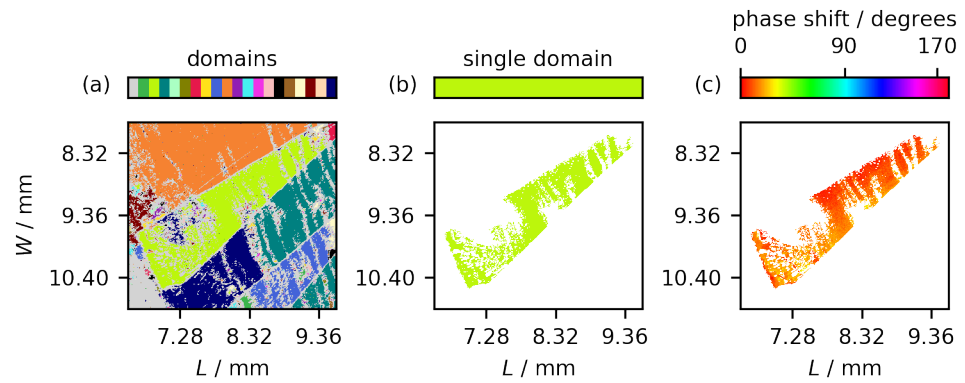 phase shift / degrees
domains
single domain
0 90 170
(a)
(b)
(c)
8.32
9.36
10.40
W / mm
7.28 8.32 9.36
L / mm
8.32
9.36
10.40
7.28 8.32 9.36
L / mm
8.32
9.36
10.40
7.28 8.32 9.36
L / mm